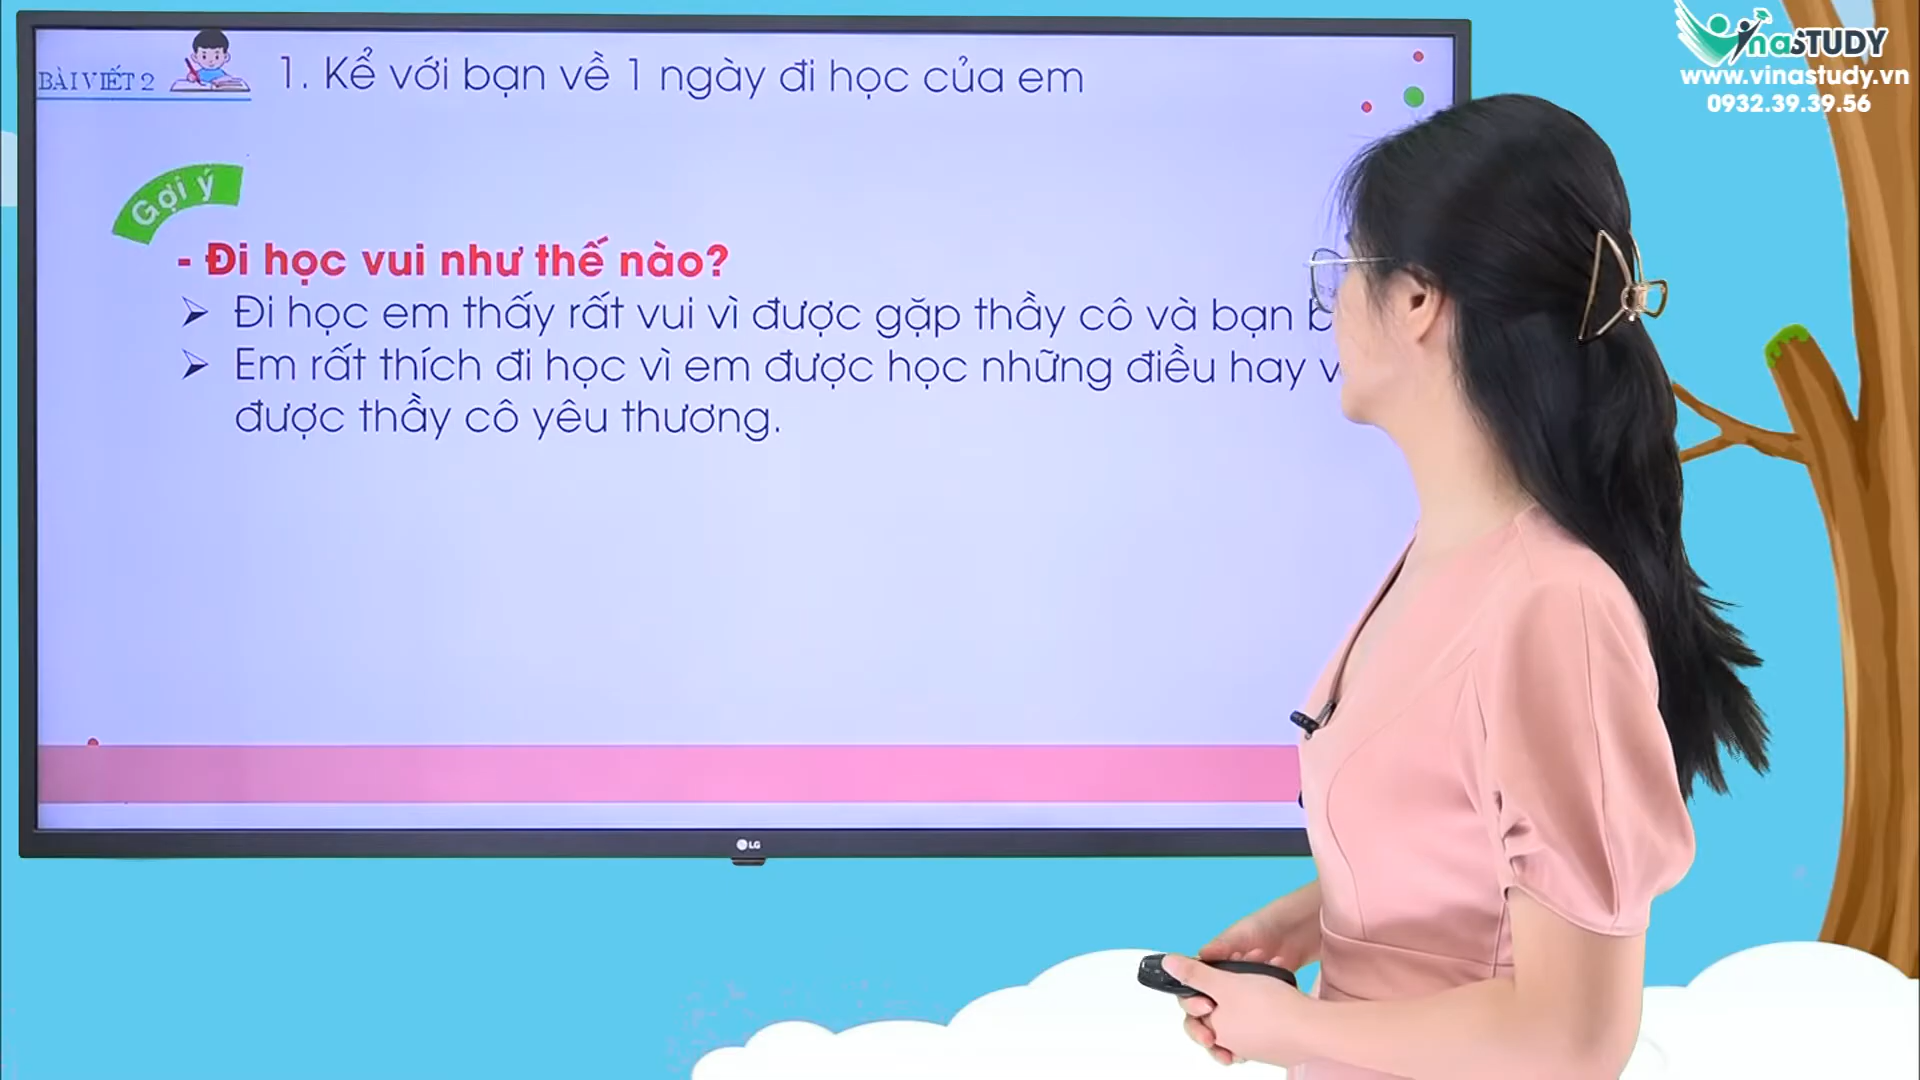 VinaSTUDY
www.vinastudy.vn
0932.39.39.56
BÀI VIẾT 2
1. Kể với bạn về 1 ngày đi học của em
Gợi ý
- Đi học vui như thế nào?
Đi học em thấy rất vui vì được gặp thầy cô và bạn
Em rất thích đi học vì em được học những điều hay
được thầy cô yêu thương.
LG